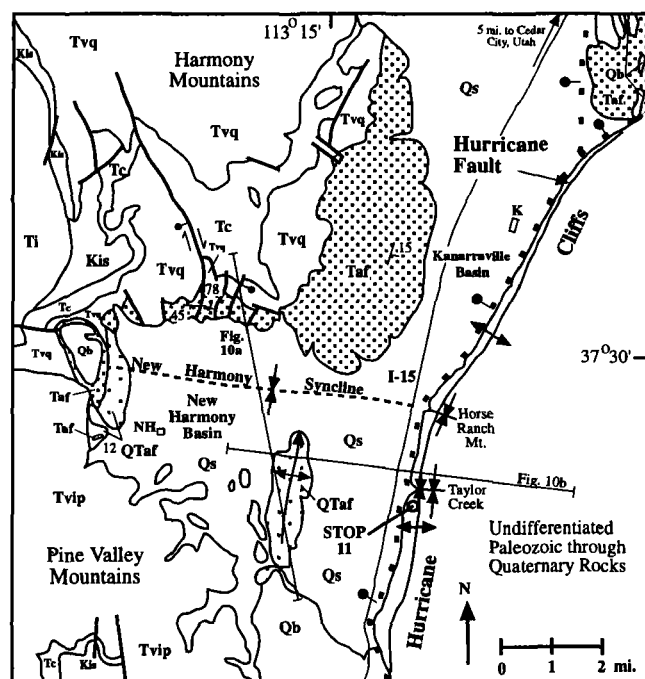 113° 15'
5 mi. to Cedar
City, Utah
Tvq
Harmony
Mountains
Kis
Qs
Qb
Taf
Tvq
Tvq
Kis
Tc
Hurricane
Fault
K
Tc
Tvq
Tvq
Cliffs
Ti
Kis
Tvq
Taf
15
Kanarraville
Basin
78
45
Tc
Tvq
Fig.
10a
37° 30'
Tvq
Qb
New Harmony Syncline
I-15
Taf
New
Harmony
Basin
NH
Qs
Horse
Ranch
Mt.
Taf
12
QTaf
Qs
Fig. 10b
QTaf
Taylor
Creek
STOP
11
Tvip
Undifferentiated
Paleozoic through
Quaternary Rocks
Pine Valley
Mountains
Qs
Hurricane
N
Qb
Tc
Kis
Tvip
0 1 2 mi.